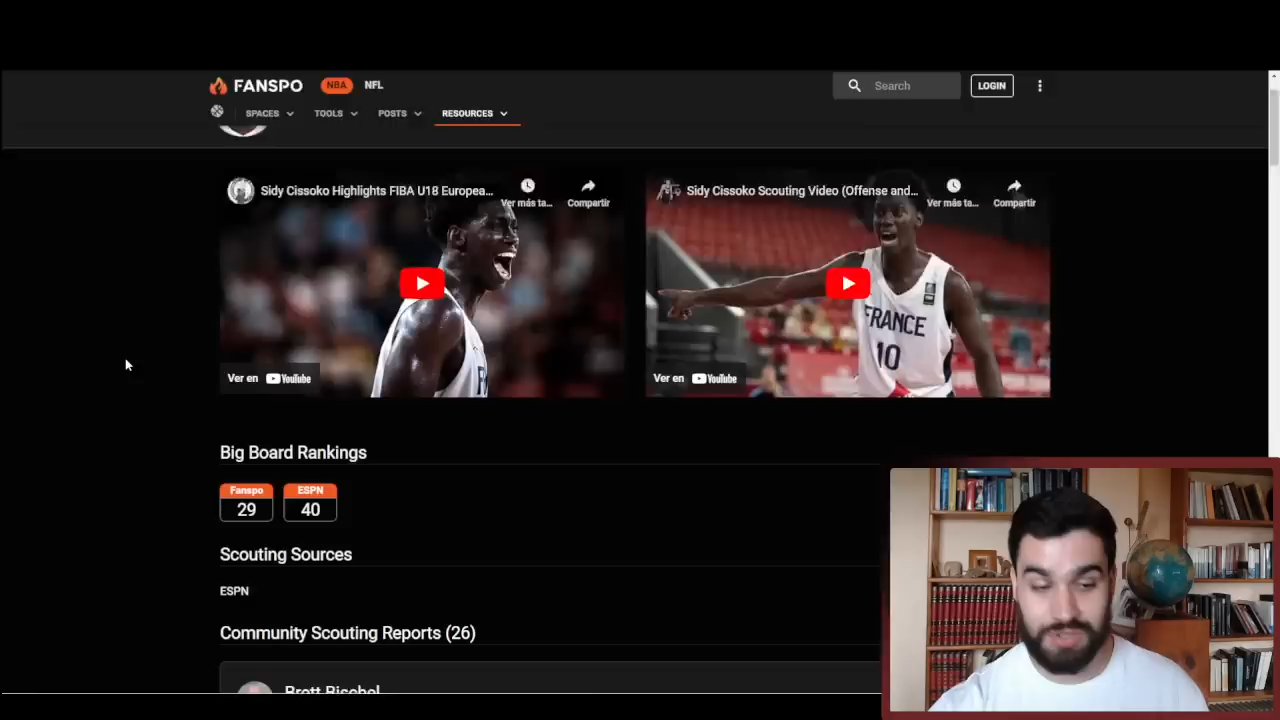 FANSPO
NBA
NFL
Search
LOGIN
SPACES
TOOLS
POSTS
RESOURCES
Sidy Cissoko Highlights FIBA U18 Europea...
Ver más ta...
Compartir
Sidy Cissoko Scouting Video (Offense and...
Ver más ta...
Compartir
FRANCE
10
Ver en YouTube
Ver en YouTube
Big Board Rankings
Fanspo
29
ESPN
40
Scouting Sources
ESPN
Community Scouting Reports (26)
Brett Bischel